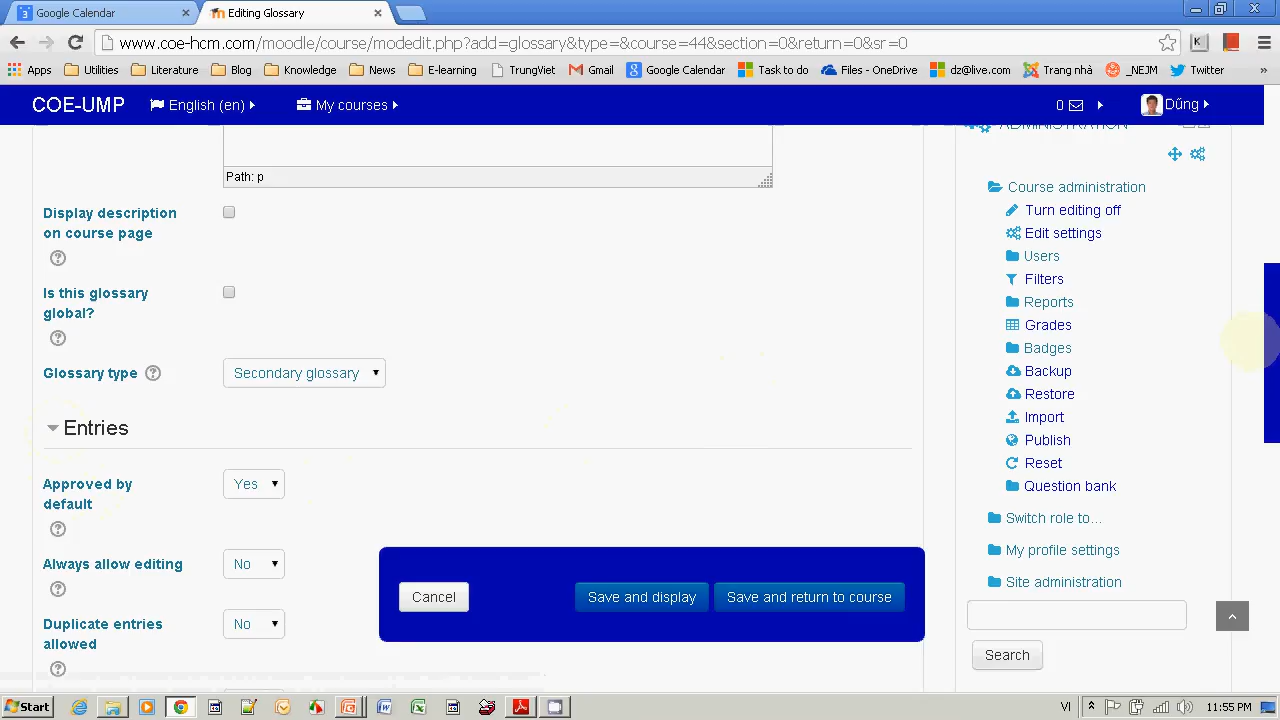 Google Calendar
Editing Glossary
www.coe-hcm.com/moodle/course/modedit.php?add=glossary&type=&course=44&section=0&return=0&sr=0
Apps Utilities Literature Blog Knowledge News E-learning TrungViet Gmail Google Calendar Task to do Files - OneDrive dz@live.com Trang nhà _NEJM Twitter »
COE-UMP English (en) My courses 0 Dũng
ADMINISTRATION
Path: p
Display description on course page
Is this glossary global?
Glossary type Secondary glossary
Entries
Approved by default Yes
Always allow editing No
Duplicate entries allowed No
Cancel Save and display Save and return to course
Course administration
Turn editing off
Edit settings
Users
Filters
Reports
Grades
Badges
Backup
Restore
Import
Publish
Reset
Question bank
Switch role to...
My profile settings
Site administration
Search
Start VI 11:55 PM